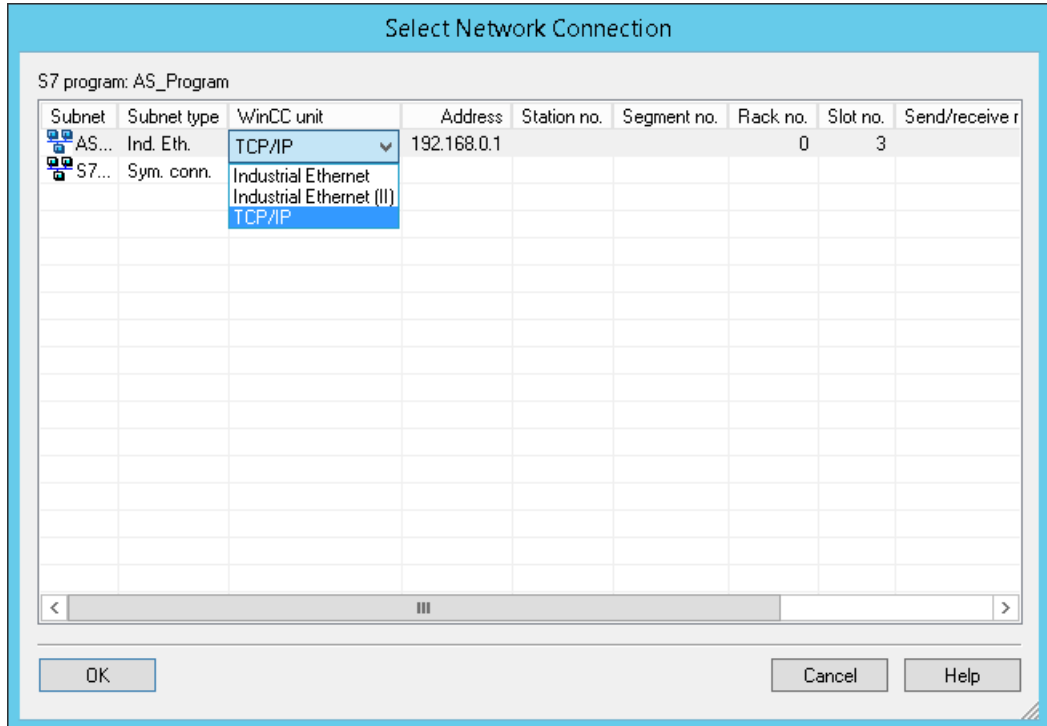 Select Network Connection
S7 program: AS_Program
Subnet Subnet type WinCC unit Address Station no. Segment no. Rack no. Slot no. Send/receive r
AS... Ind. Eth. TCP/IP 192.168.0.1 0 3
S7... Sym. conn. Industrial Ethernet
Industrial Ethernet (II)
TCP/IP
OK Cancel Help